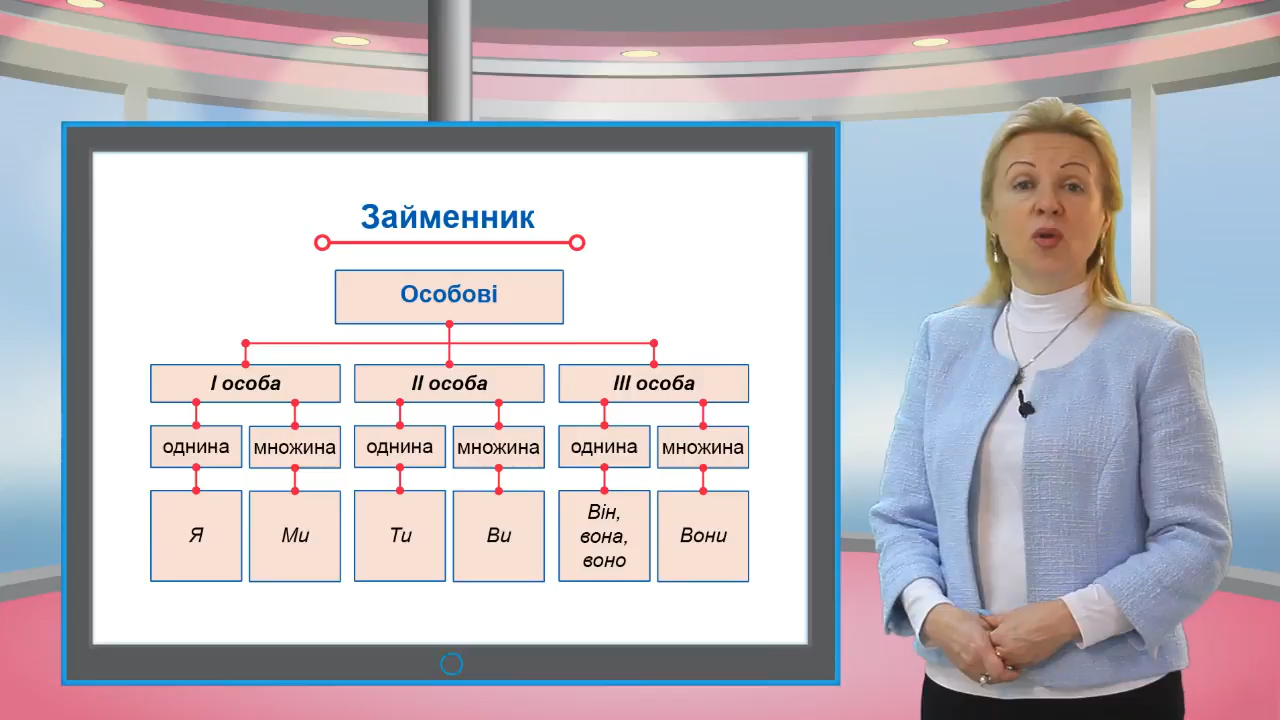 Займенник
Особові
I особа
II особа
III особа
однина
множина
однина
множина
однина
множина
Я
Ми
Ти
Ви
Він,
вона,
воно
Вони